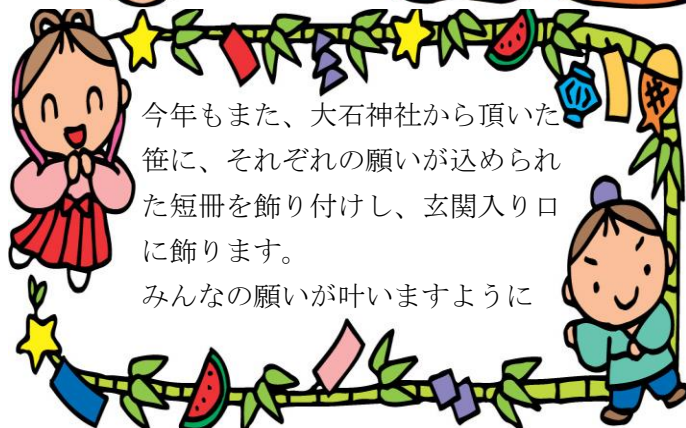 今年もまた、大石神社から頂いた
笹に、それぞれの願いが込められ
た短冊を飾り付けし、玄関入り口
に飾ります。
みんなの願いが叶いますように